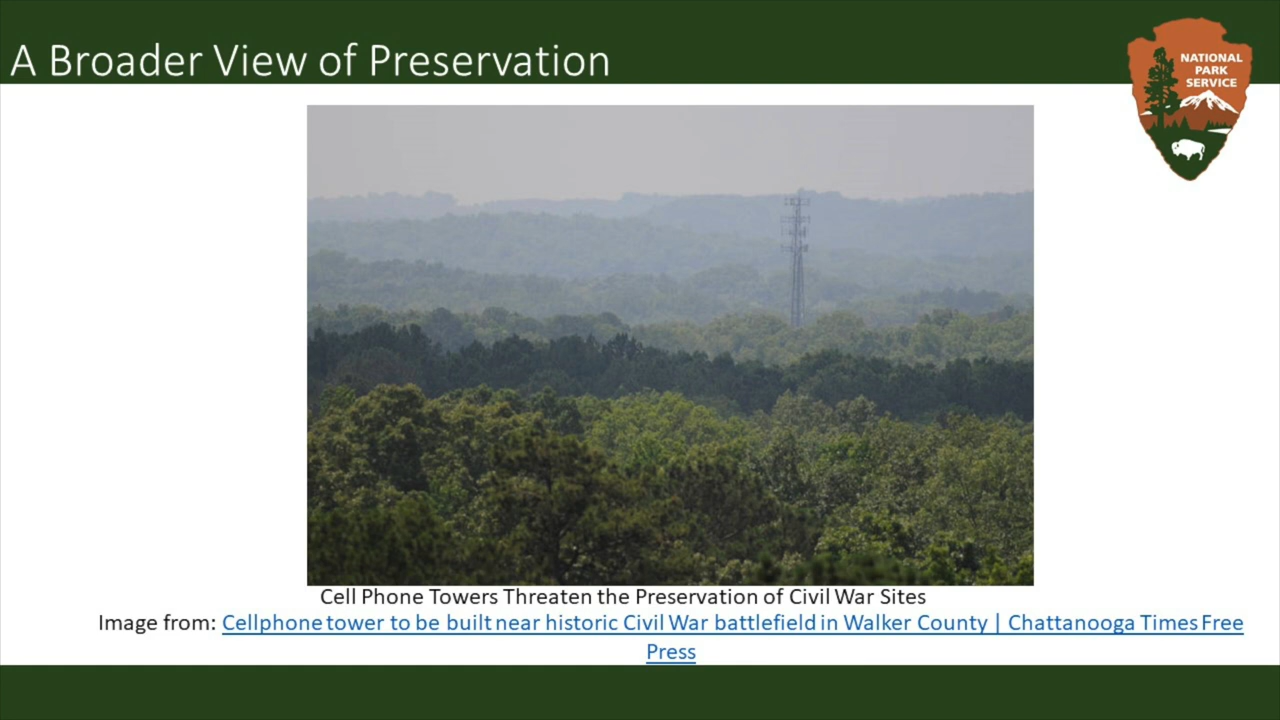 A Broader View of Preservation
NATIONAL
PARK
SERVICE
Cell Phone Towers Threaten the Preservation of Civil War Sites
Image from: Cellphone tower to be built near historic Civil War battlefield in Walker County | Chattanooga Times Free
Press